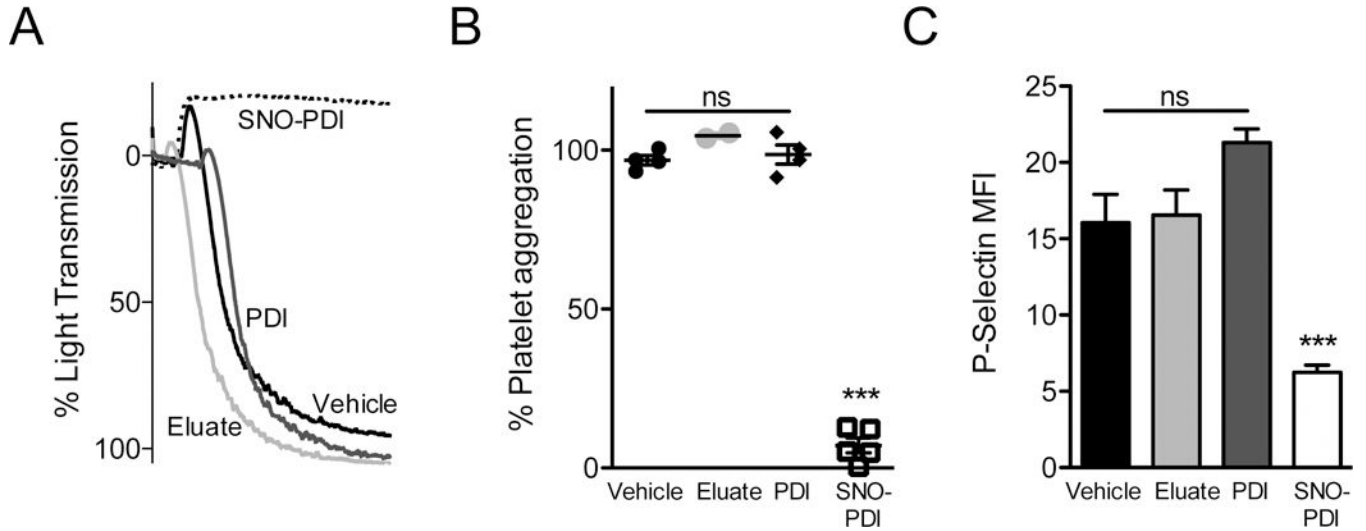 A
% Light Transmission
0
50
100
SNO-PDI
PDI
Vehicle
Eluate
B
% Platelet aggregation
100
50
0
ns
***
Vehicle
Eluate
PDI
SNO-
PDI
C
P-Selectin MFI
25
20
15
10
5
0
ns
***
Vehicle
Eluate
PDI
SNO-
PDI